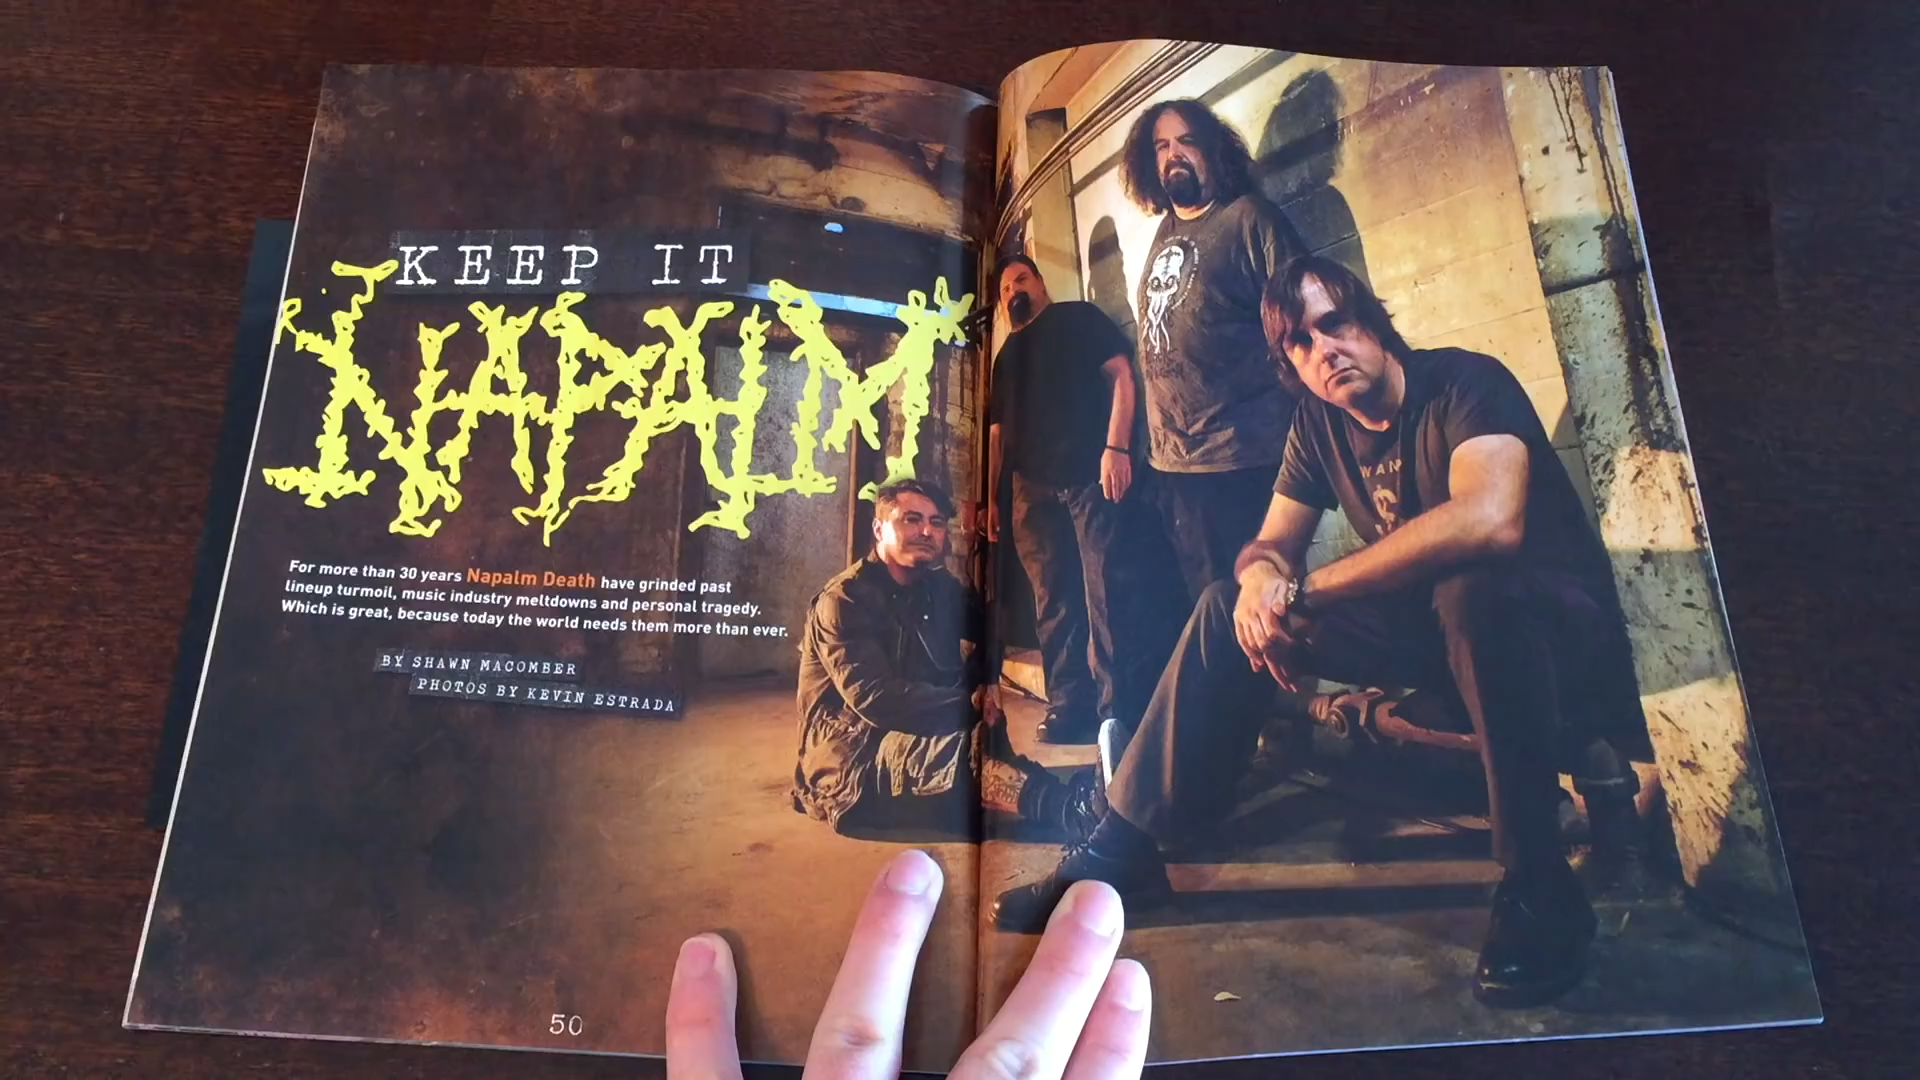 KEEP IT
NAPALM
For more than 30 years Napalm Death have grinded past
lineup turmoil, music industry meltdowns and personal tragedy.
Which is great, because today the world needs them more than ever.
BY SHAWN MACOMBER
PHOTOS BY KEVIN ESTRADA
50